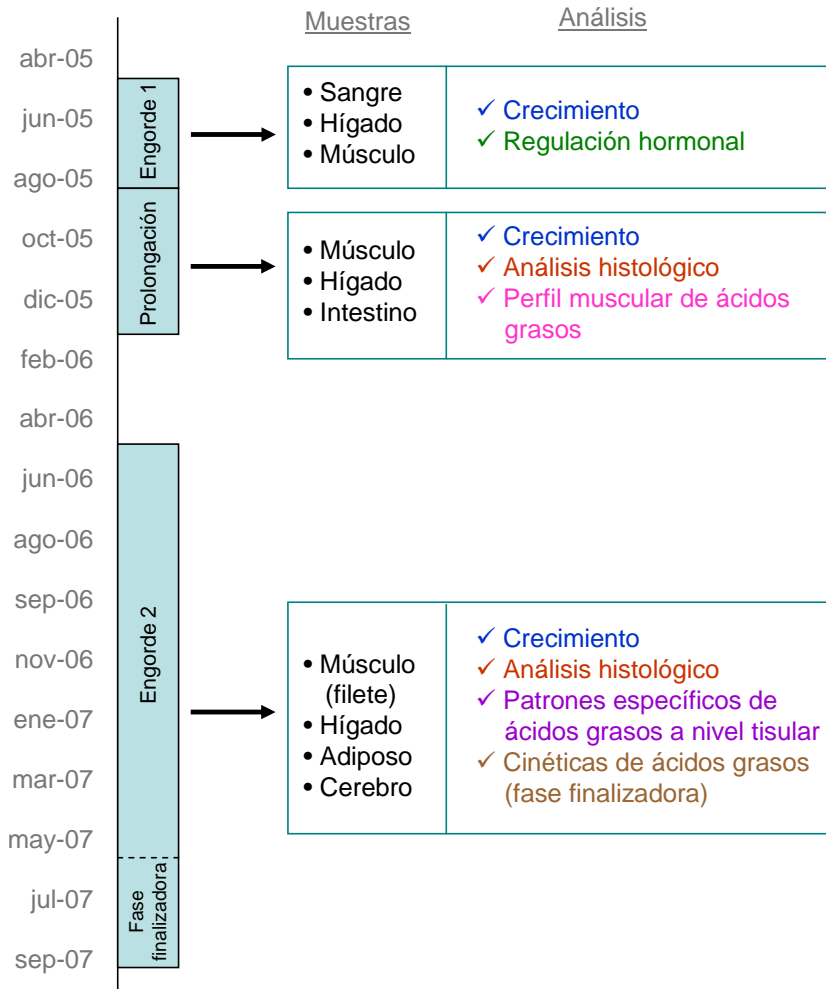 Muestras
Análisis
abr-05
jun-05
ago-05
oct-05
dic-05
feb-06
abr-06
jun-06
ago-06
sep-06
nov-06
ene-07
mar-07
may-07
jul-07
sep-07
Engorde 1
Prolongación
Engorde 2
Fase
finalizadora
• Sangre
• Hígado
• Músculo
✓ Crecimiento
✓ Regulación hormonal
• Músculo
• Hígado
• Intestino
✓ Crecimiento
✓ Análisis histológico
✓ Perfil muscular de ácidos
grasos
• Músculo
(filete)
• Hígado
• Adiposo
• Cerebro
✓ Crecimiento
✓ Análisis histológico
✓ Patrones específicos de
ácidos grasos a nivel tisular
✓ Cinéticas de ácidos grasos
(fase finalizadora)